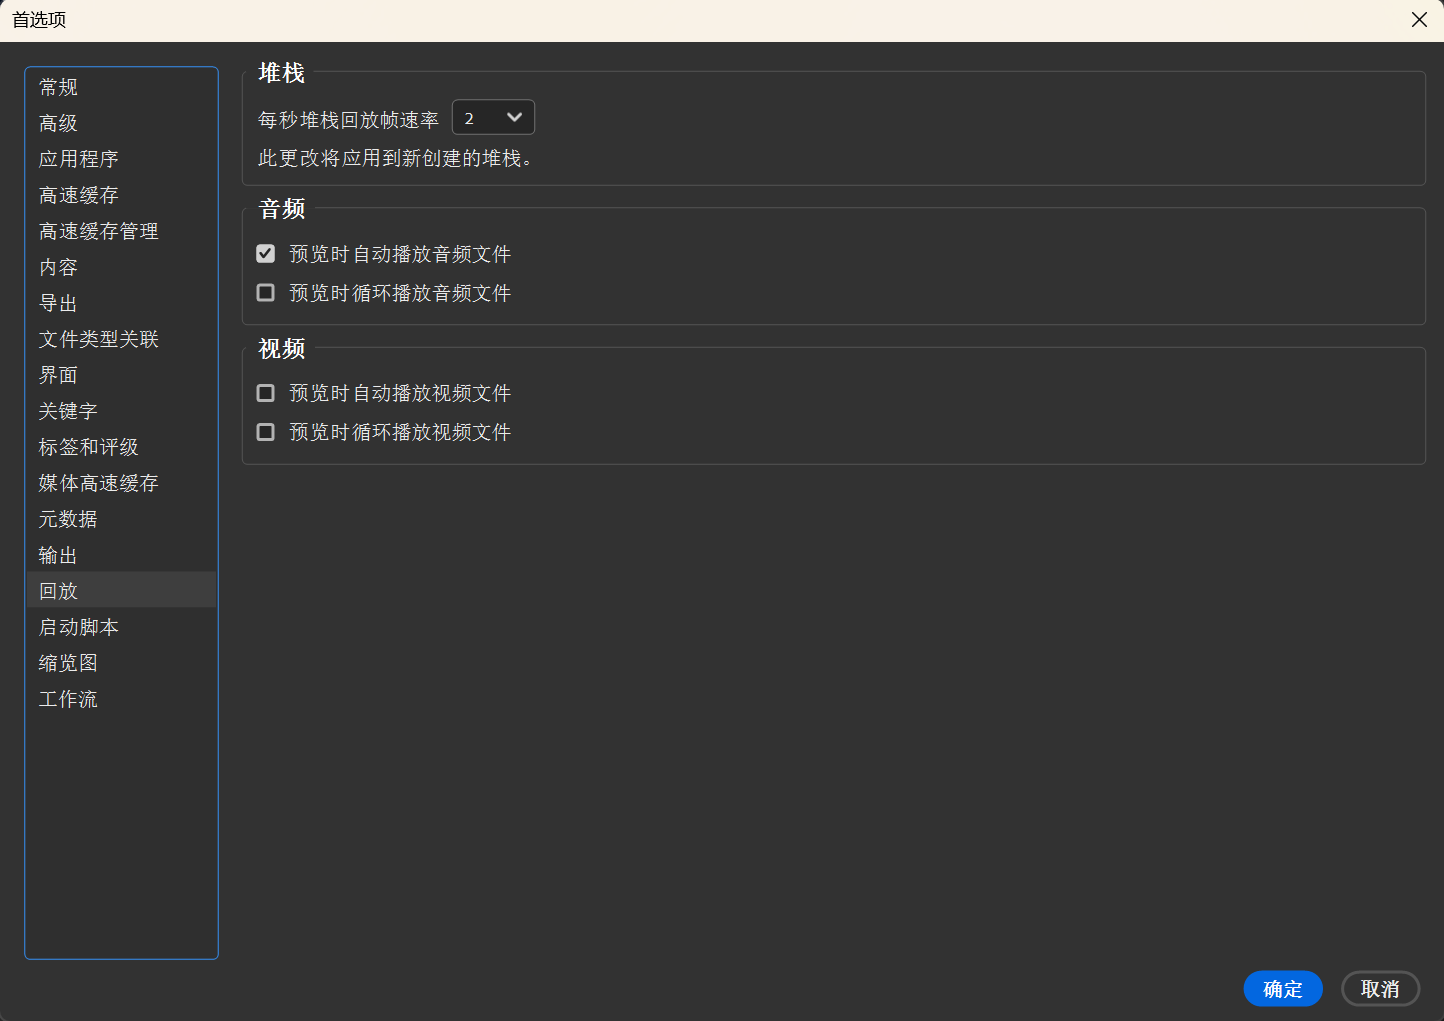 首选项
常规
高级
应用程序
高速缓存
高速缓存管理
内容
导出
文件类型关联
界面
关键字
标签和评级
媒体高速缓存
元数据
输出
回放
启动脚本
缩览图
工作流
堆栈
每秒堆栈回放帧速率 2
此更改将应用到新创建的堆栈。
音频
预览时自动播放音频文件
预览时循环播放音频文件
视频
预览时自动播放视频文件
预览时循环播放视频文件
确定 取消